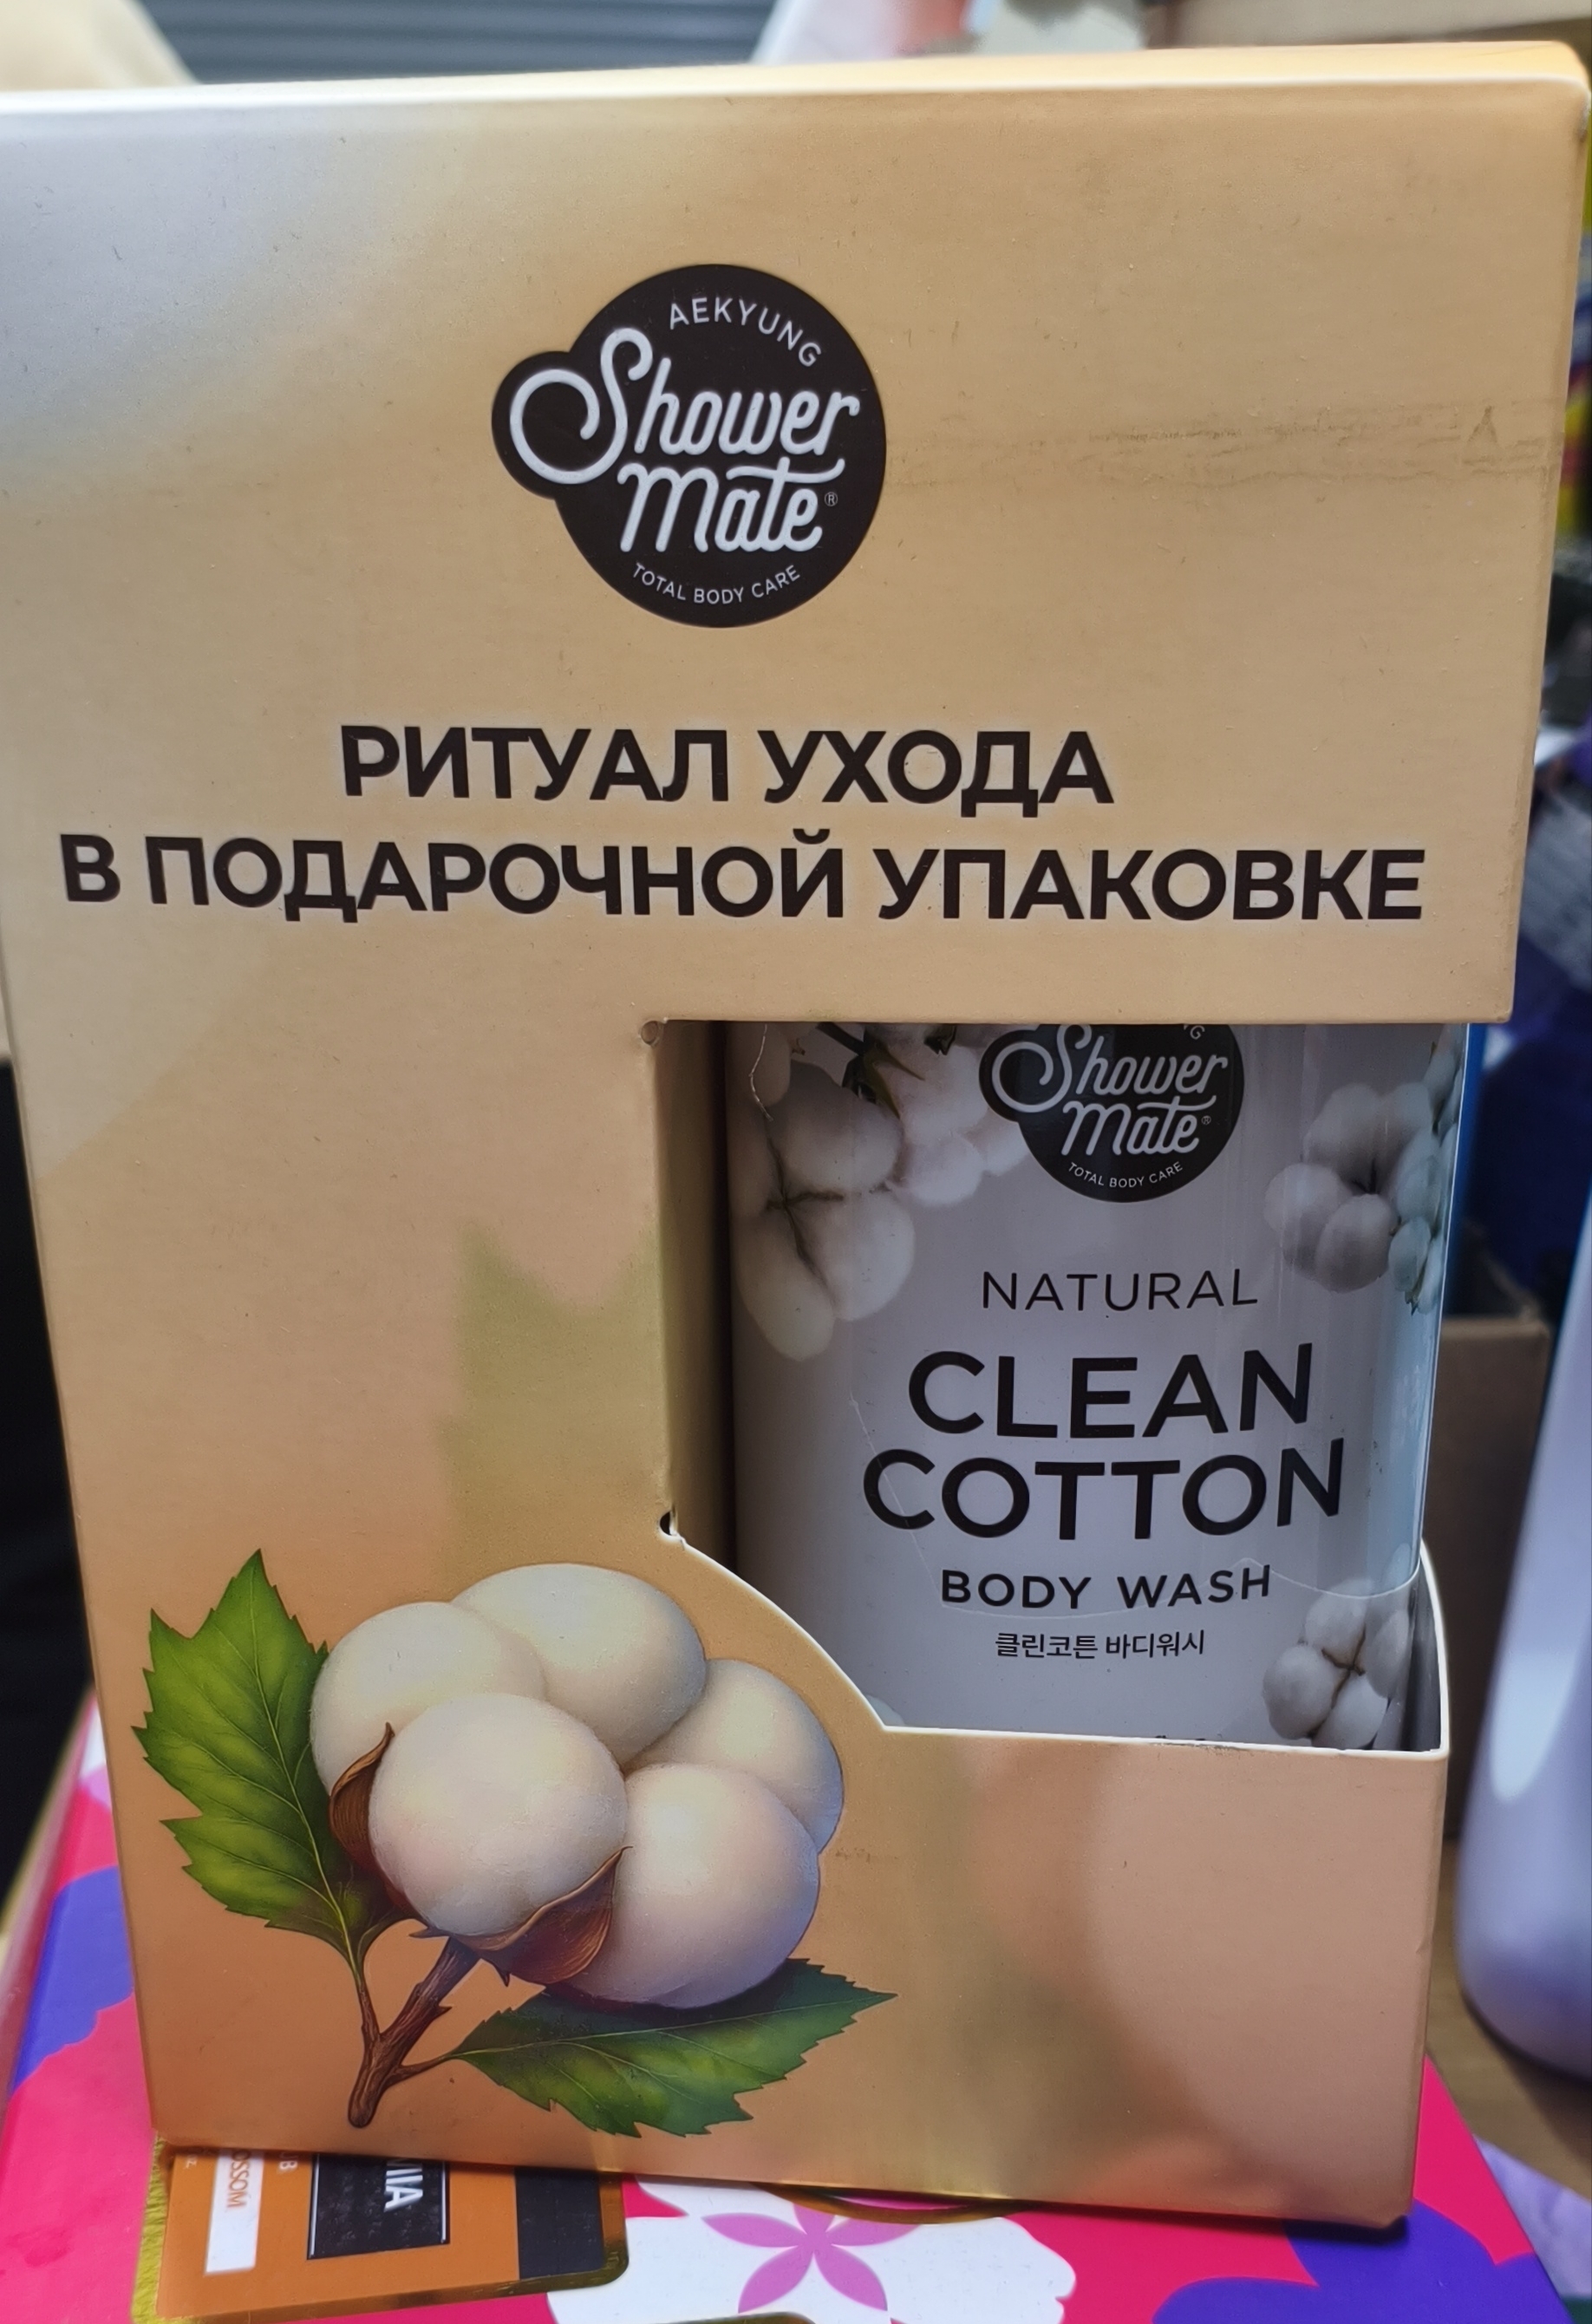 AEKYUNG
Shower
Mate®
TOTAL BODY CARE
РИТУАЛ УХОДА
В ПОДАРОЧНОЙ УПАКОВКЕ
Shower
Mate®
TOTAL BODY CARE
NATURAL
CLEAN
COTTON
BODY WASH
클린코튼 바디워시